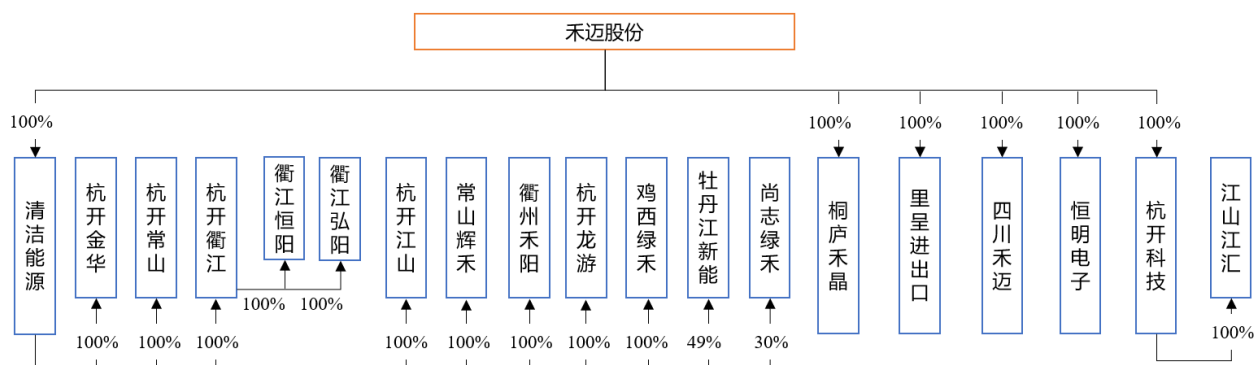 禾迈股份
100%
100%
100%
100%
100%
100%
清洁能源
杭开金华
杭开常山
杭开衢江
衢江恒阳
衢江弘阳
杭开江山
常山辉禾
衢州禾阳
杭开龙游
鸡西绿禾
牡丹江新能
尚志绿禾
桐庐禾晶
里呈进出口
四川禾迈
恒明电子
杭开科技
江山江汇
100%
100%
100%
100%
100%
100%
100%
100%
100%
100%
49%
30%
100%